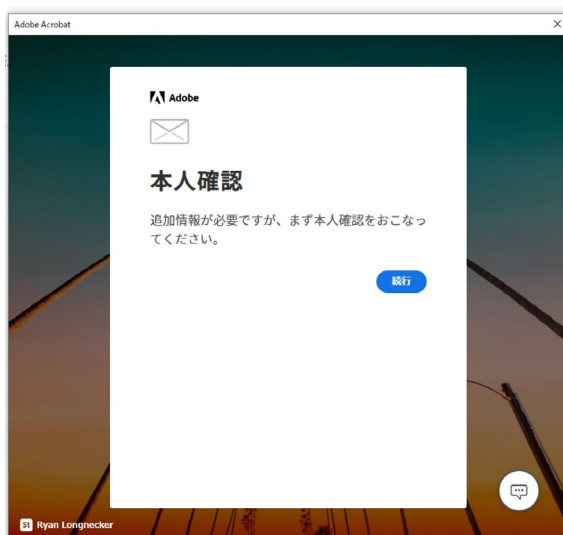 Adobe Acrobat
Adobe
本人確認
追加情報が必要ですが、まず本人確認をおこなっ
てください。
続行
St Ryan Longnecker